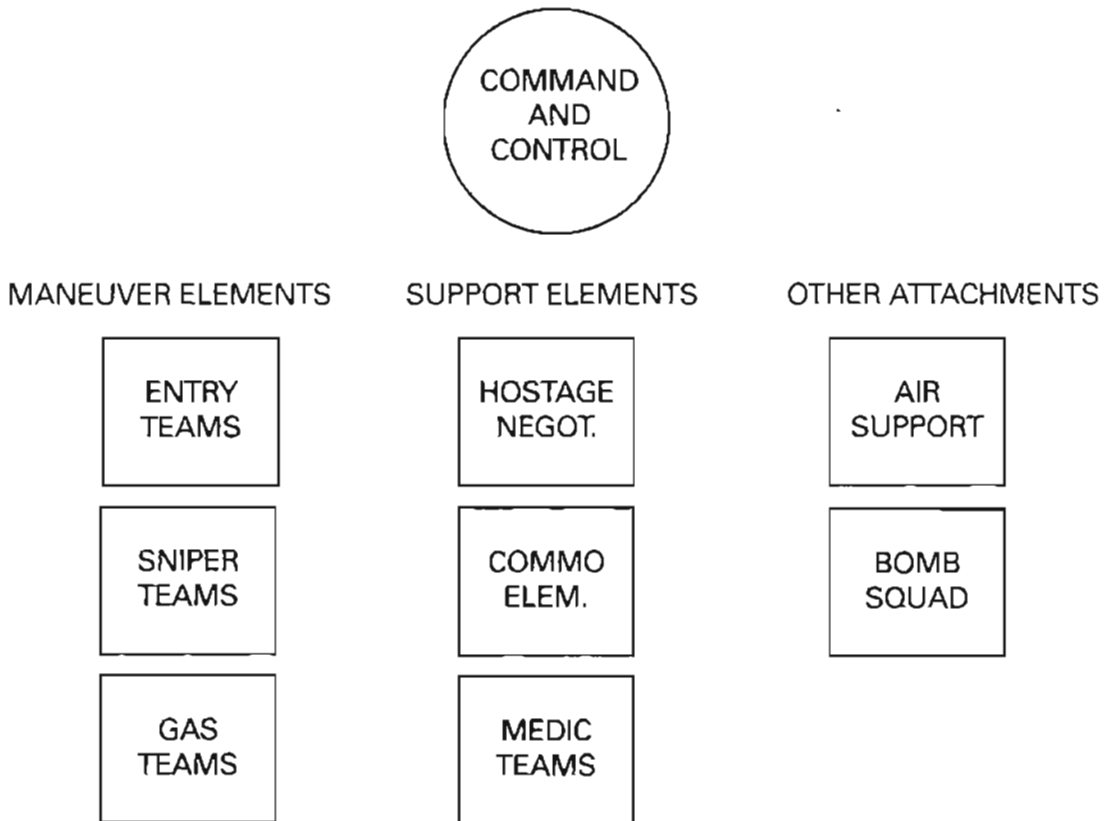 COMMAND
AND
CONTROL
MANEUVER ELEMENTS
ENTRY
TEAMS
SNIPER
TEAMS
GAS
TEAMS
SUPPORT ELEMENTS
HOSTAGE
NEGOT.
COMMO
ELEM.
MEDIC
TEAMS
OTHER ATTACHMENTS
AIR
SUPPORT
BOMB
SQUAD